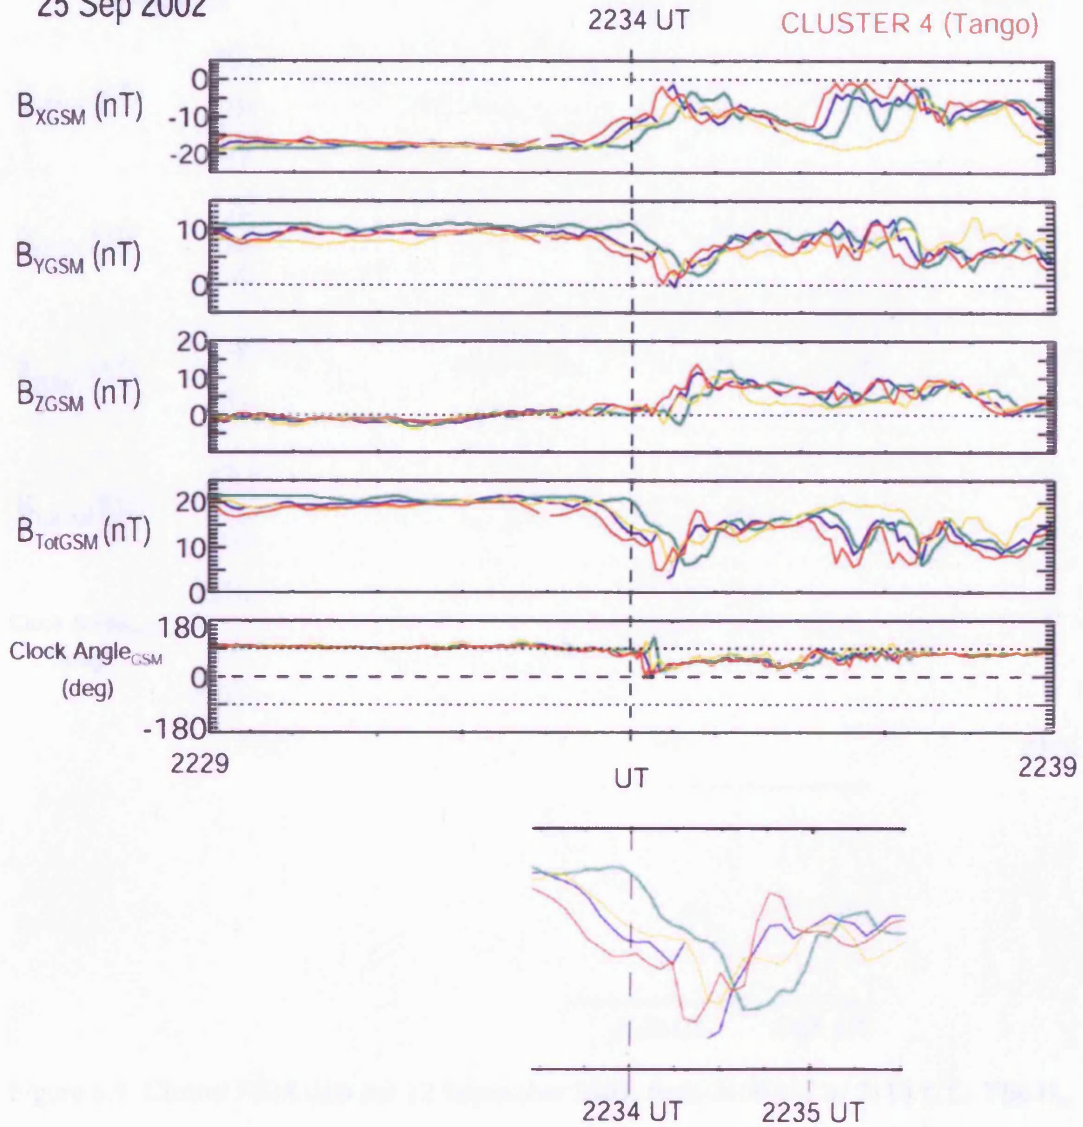 25 Sep 2002
2234 UT
CLUSTER 4 (Tango)
B_XGSM (nT)
0
-10
-20
B_YGSM (nT)
10
0
B_ZGSM (nT)
20
10
0
B_TotGSM (nT)
20
10
0
Clock Angle_GSM
(deg)
180
0
-180
2229
UT
2239
2234 UT
2235 UT